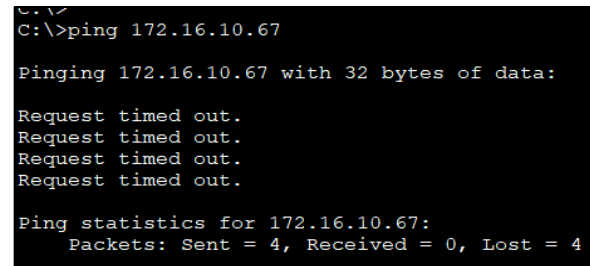 C:\>
C:\>ping 172.16.10.67
Pinging 172.16.10.67 with 32 bytes of data:
Request timed out.
Request timed out.
Request timed out.
Request timed out.
Ping statistics for 172.16.10.67:
Packets: Sent = 4, Received = 0, Lost = 4